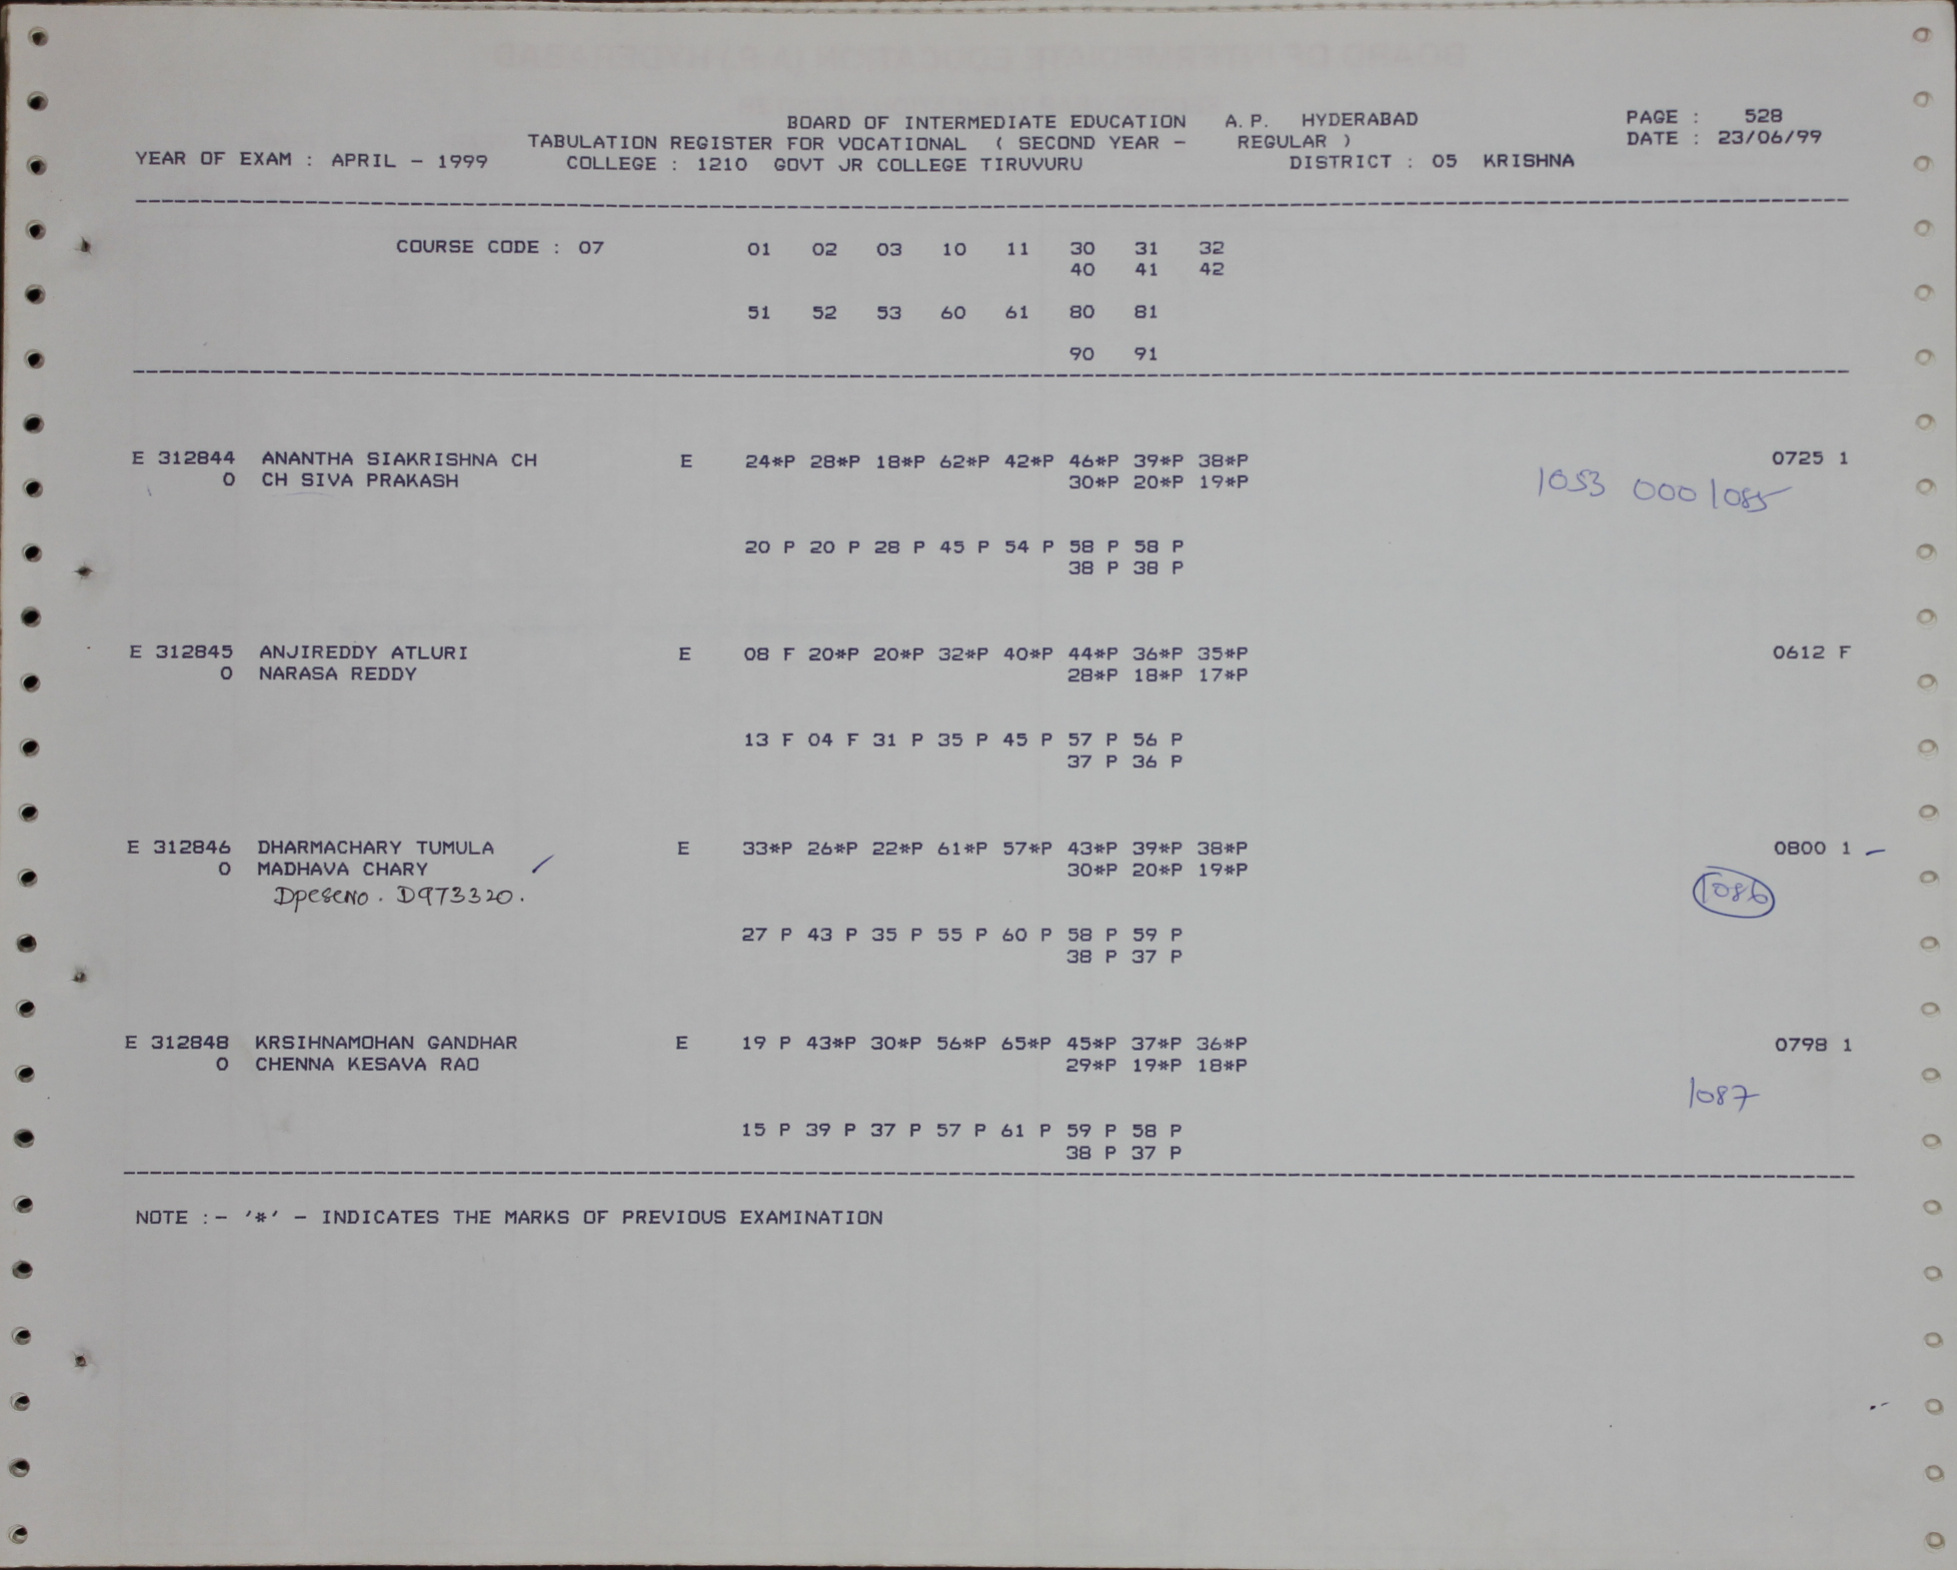 BOARD OF INTERMEDIATE EDUCATION A.P. HYDERABAD PAGE : 528
TABULATION REGISTER FOR VOCATIONAL ( SECOND YEAR - REGULAR ) DATE : 23/06/99
YEAR OF EXAM : APRIL - 1999 COLLEGE : 1210 GOVT JR COLLEGE TIRUVURU DISTRICT : 05 KRISHNA
COURSE CODE : 07 01 02 03 10 11 30 31 32
40 41 42
51 52 53 60 61 80 81
90 91
E 312844 ANANTHA SIAKRISHNA CH E 24*P 28*P 18*P 62*P 42*P 46*P 39*P 38*P 0725 1
0 CH SIVA PRAKASH 30*P 20*P 19*P
1053 000 1085
20 P 20 P 28 P 45 P 54 P 58 P 58 P
38 P 38 P
E 312845 ANJIREDDY ATLURI E 08 F 20*P 20*P 32*P 40*P 44*P 36*P 35*P 0612 F
0 NARASA REDDY 28*P 18*P 17*P
13 F 04 F 31 P 35 P 45 P 57 P 56 P
37 P 36 P
E 312846 DHARMACHARY TUMULA E 33*P 26*P 22*P 61*P 57*P 43*P 39*P 38*P 0800 1
0 MADHAVA CHARY 30*P 20*P 19*P
D973320. 1086
27 P 43 P 35 P 55 P 60 P 58 P 59 P
38 P 37 P
E 312848 KRSIHNAMOHAN GANDHAR E 19 P 43*P 30*P 56*P 65*P 45*P 37*P 36*P 0798 1
0 CHENNA KESAVA RAO 29*P 19*P 18*P
1087
15 P 39 P 37 P 57 P 61 P 59 P 58 P
38 P 37 P
NOTE :- '*' - INDICATES THE MARKS OF PREVIOUS EXAMINATION